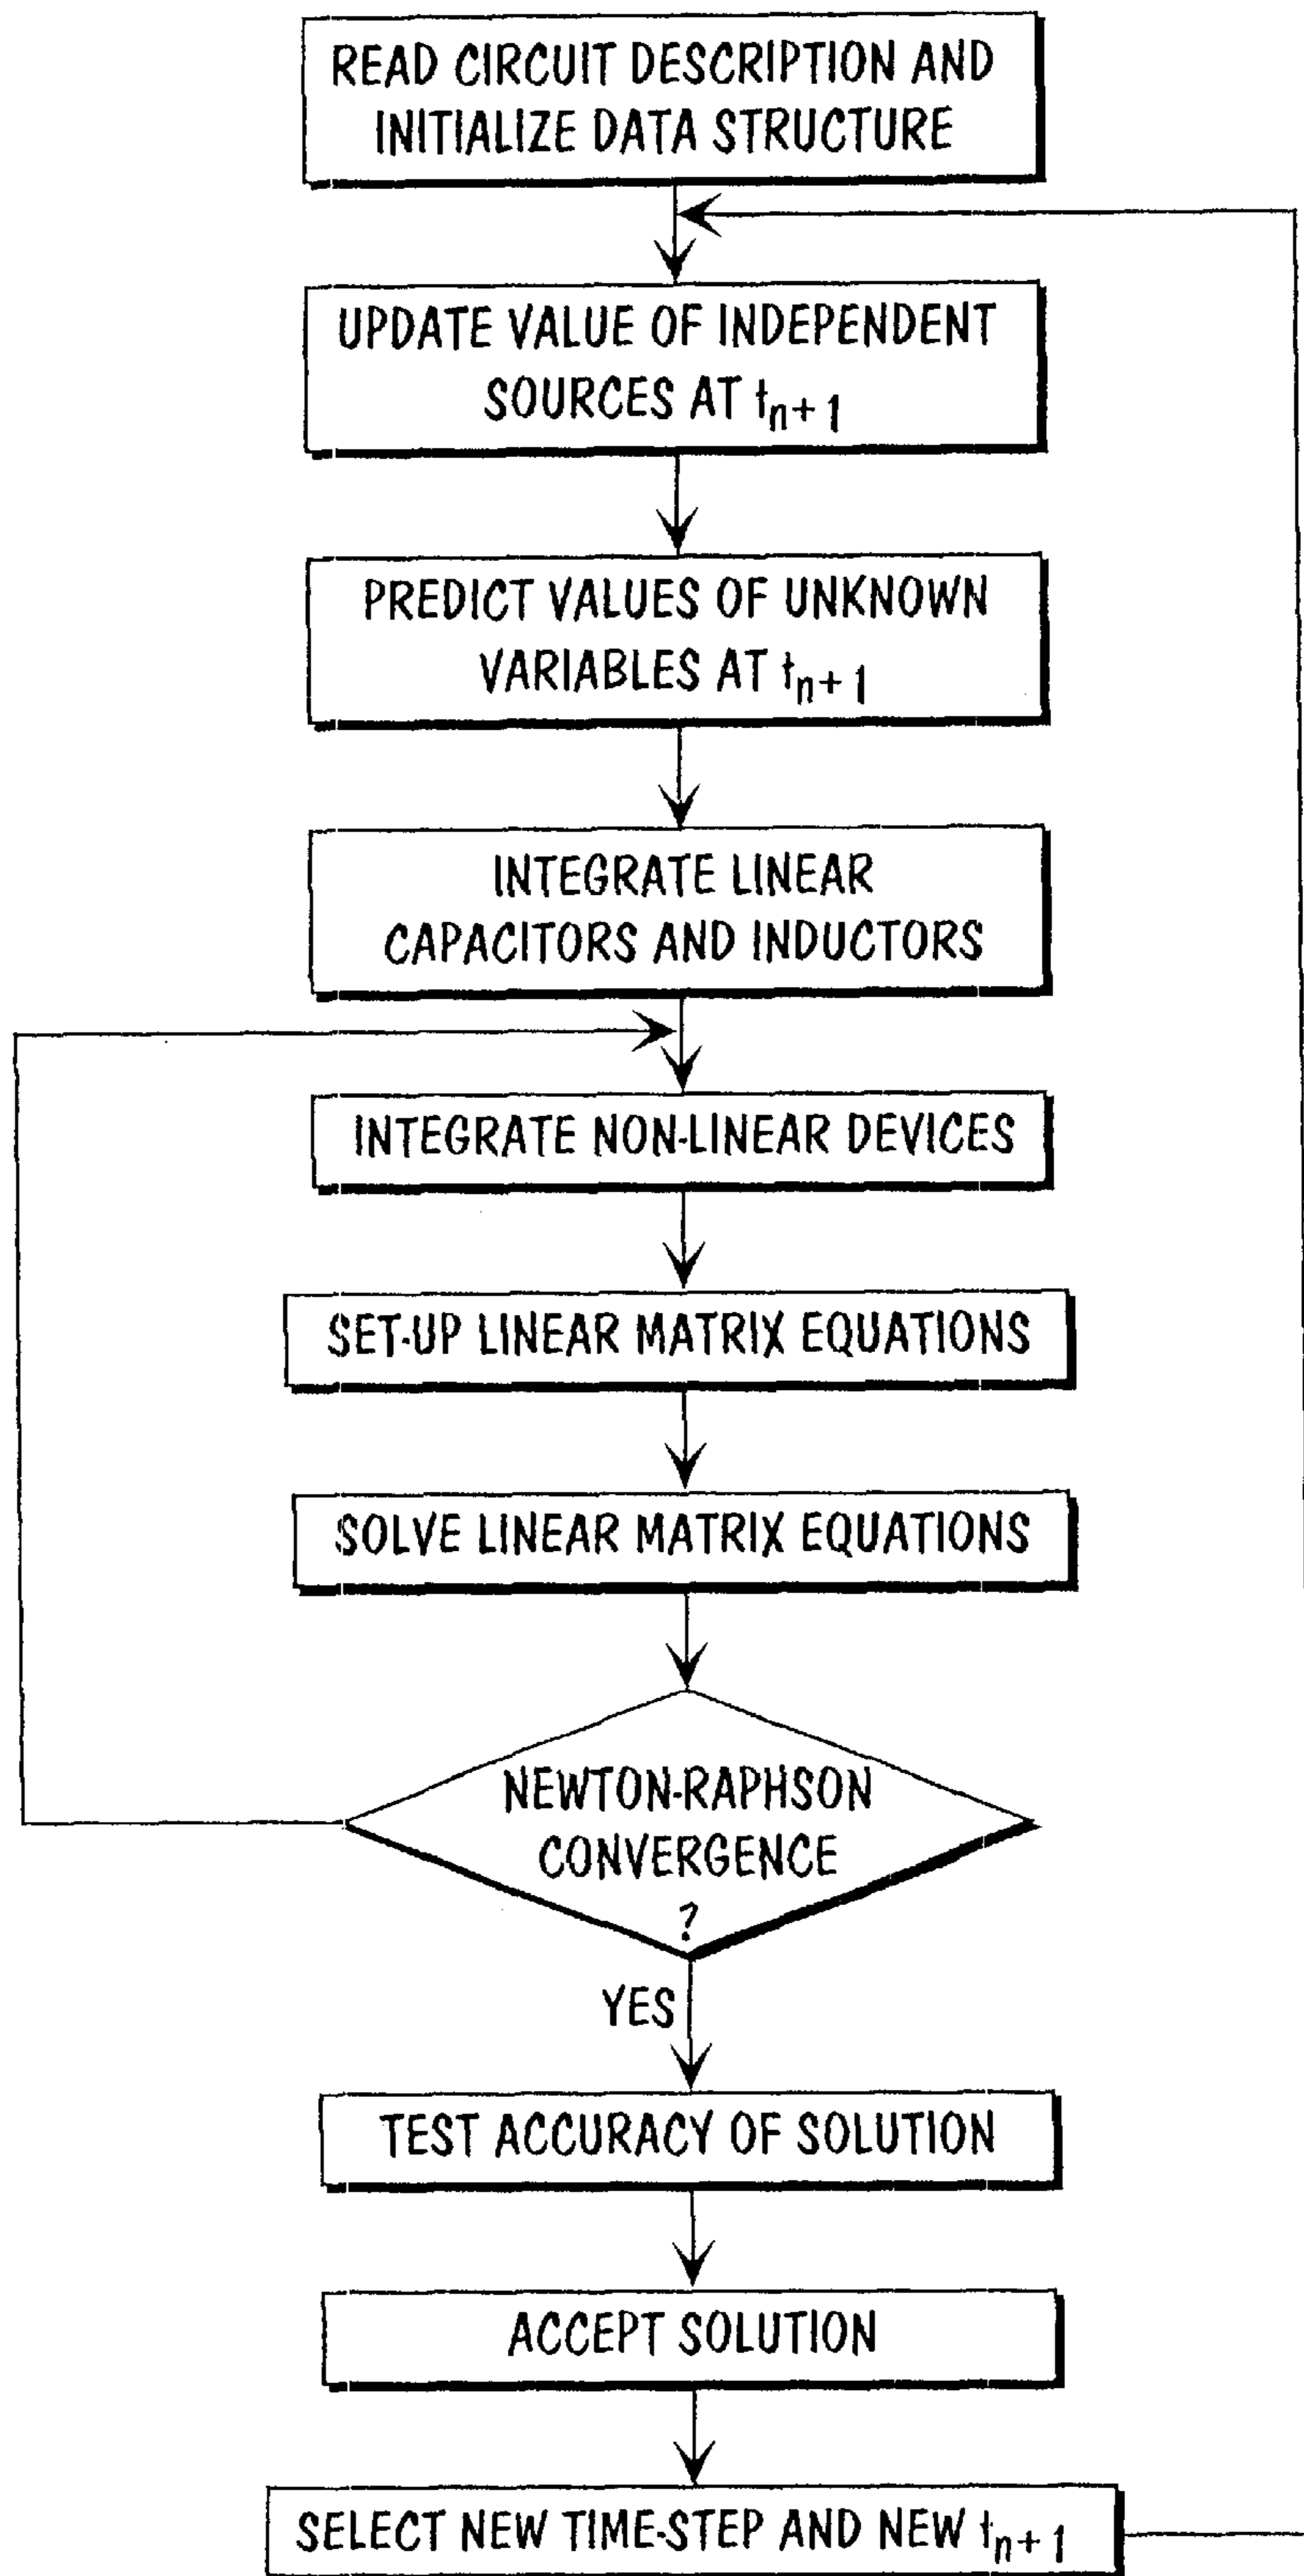 READ CIRCUIT DESCRIPTION AND
INITIALIZE DATA STRUCTURE
UPDATE VALUE OF INDEPENDENT
SOURCES AT tn+1
PREDICT VALUES OF UNKNOWN
VARIABLES AT tn+1
INTEGRATE LINEAR
CAPACITORS AND INDUCTORS
INTEGRATE NON-LINEAR DEVICES
SET-UP LINEAR MATRIX EQUATIONS
SOLVE LINEAR MATRIX EQUATIONS
NEWTON-RAPHSON
CONVERGENCE
?
YES
TEST ACCURACY OF SOLUTION
ACCEPT SOLUTION
SELECT NEW TIME-STEP AND NEW tn+1